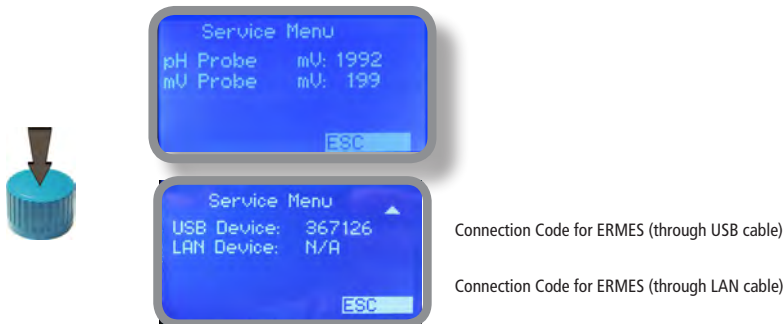 Service Menu
pH Probe mV: 1992
mV Probe mV: 199
ESC
Service Menu
USB Device: 367126
LAN Device: N/A
ESC
Connection Code for ERMES (through USB cable)
Connection Code for ERMES (through LAN cable)